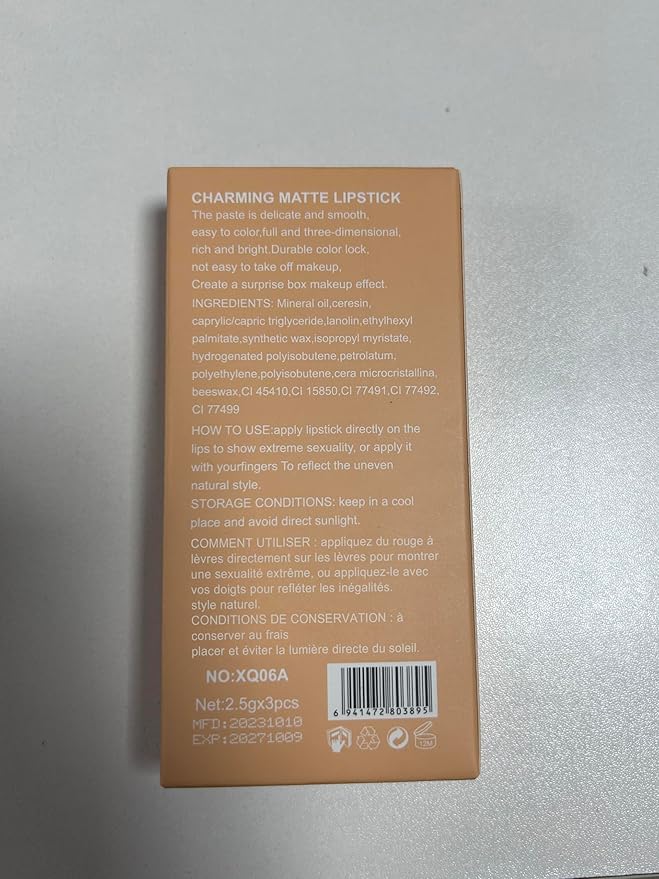 CHARMING MATTE LIPSTICK
The paste is delicate and smooth,
easy to color,full and three-dimensional,
rich and bright.Durable color lock,
not easy to take off makeup,
Create a surprise box makeup effect.
INGREDIENTS: Mineral oil,ceresin,
caprylic/capric triglyceride,lanolin,ethylhexyl
palmitate,synthetic wax,isopropyl myristate,
hydrogenated polyisobutene,petrolatum,
polyethylene,polyisobutene,cera microcristallina,
beeswax,CI 45410,CI 15850,CI 77491,CI 77492,
CI 77499
HOW TO USE:apply lipstick directly on the
lips to show extreme sexuality, or apply it
with yourfingers To reflect the uneven
natural style.
STORAGE CONDITIONS: keep in a cool
place and avoid direct sunlight.
COMMENT UTILISER : appliquez du rouge à
lèvres directement sur les lèvres pour montrer
une sexualité extrême, ou appliquez-le avec
vos doigts pour refléter les inégalités.
style naturel.
CONDITIONS DE CONSERVATION : à
conserver au frais
placer et éviter la lumière directe du soleil.
NO:XQ06A
Net:2.5gx3pcs
MFD:20231010
EXP:20271009
6 941472 803895
12M